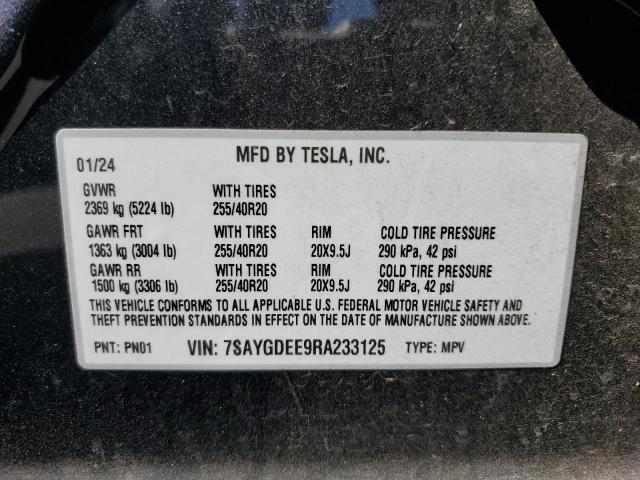 01/24 MFD BY TESLA, INC.
GVWR WITH TIRES
2369 kg (5224 lb) 255/40R20
GAWR FRT WITH TIRES RIM COLD TIRE PRESSURE
1363 kg (3004 lb) 255/40R20 20X9.5J 290 kPa, 42 psi
GAWR RR WITH TIRES RIM COLD TIRE PRESSURE
1500 kg (3306 lb) 255/40R20 20X9.5J 290 kPa, 42 psi
THIS VEHICLE CONFORMS TO ALL APPLICABLE U.S. FEDERAL MOTOR VEHICLE SAFETY AND
THEFT PREVENTION STANDARDS IN EFFECT ON THE DATE OF MANUFACTURE SHOWN ABOVE.
PNT: PN01 VIN: 7SAYGDEE9RA233125 TYPE: MPV